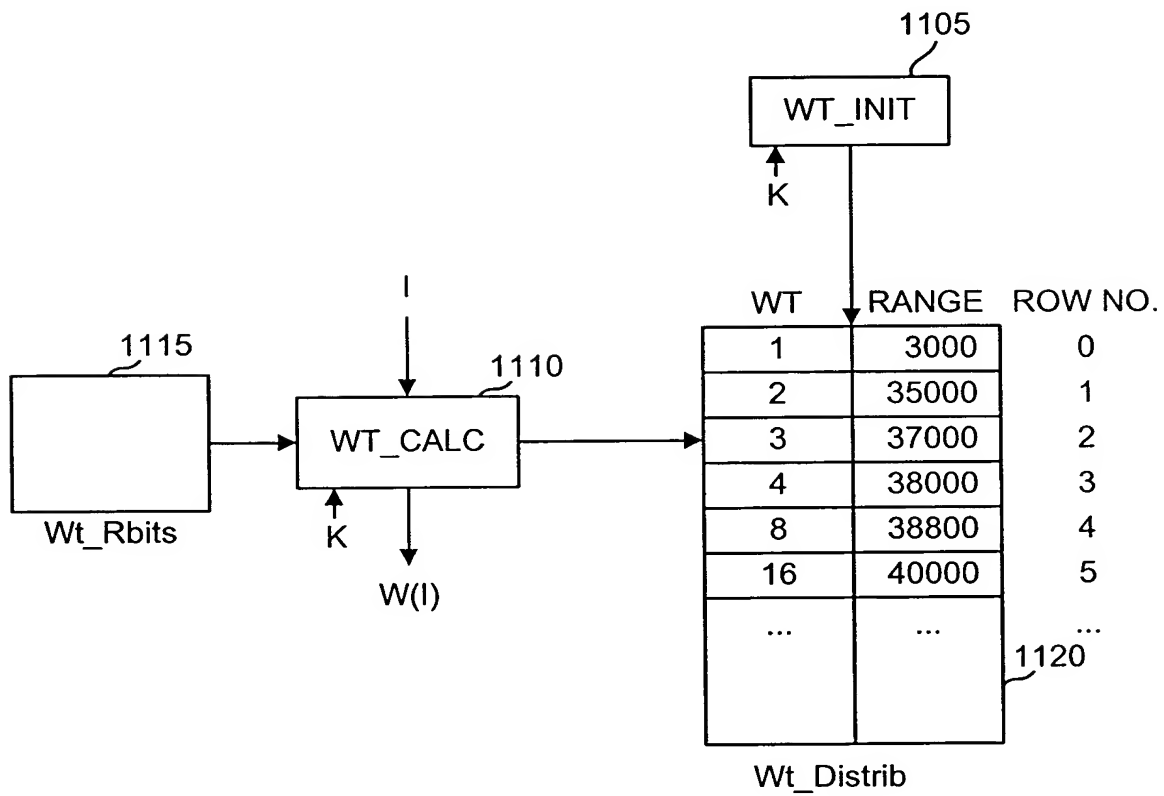 1105
WT_INIT
K
I
WT RANGE ROW NO.
1 3000 0
2 35000 1
3 37000 2
4 38000 3
8 38800 4
16 40000 5
... ... ...
1115
1110
WT_CALC
Wt_Rbits
K
W(I)
1120
Wt_Distrib